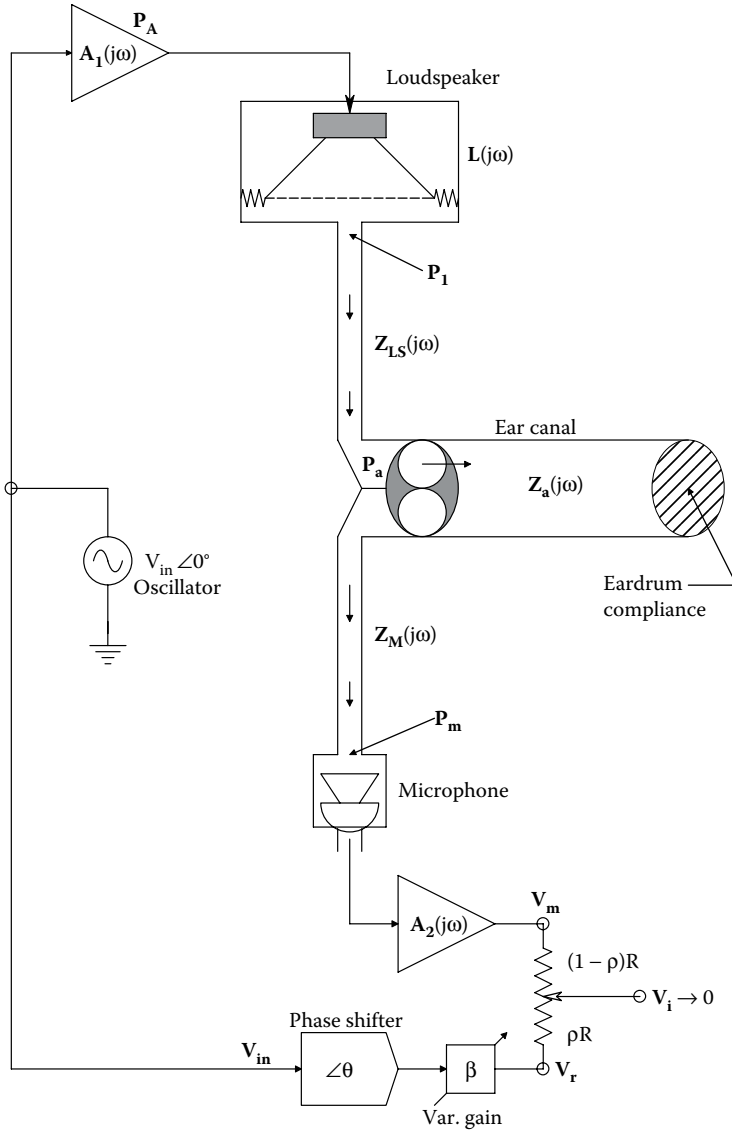 P_A
A_1(jω)
Loudspeaker
L(jω)
P_1
Z_LS(jω)
Ear canal
P_a
Z_a(jω)
V_in ∠0°
Oscillator
Eardrum
compliance
Z_M(jω)
P_m
Microphone
A_2(jω)
V_m
(1 − ρ)R
V_i → 0
ρR
Phase shifter
V_in
∠θ
β
V_r
Var. gain